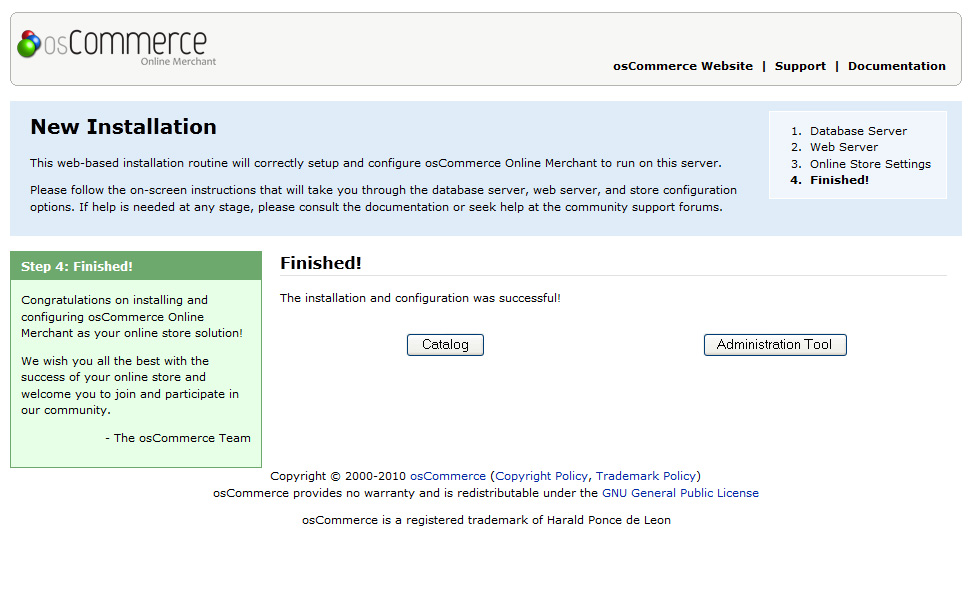 osCommerce
Online Merchant
osCommerce Website | Support | Documentation
New Installation
This web-based installation routine will correctly setup and configure osCommerce Online Merchant to run on this server.
Please follow the on-screen instructions that will take you through the database server, web server, and store configuration
options. If help is needed at any stage, please consult the documentation or seek help at the community support forums.
1. Database Server
2. Web Server
3. Online Store Settings
4. Finished!
Step 4: Finished!
Congratulations on installing and
configuring osCommerce Online
Merchant as your online store solution!
We wish you all the best with the
success of your online store and
welcome you to join and participate in
our community.
- The osCommerce Team
Finished!
The installation and configuration was successful!
Catalog
Administration Tool
Copyright © 2000-2010 osCommerce (Copyright Policy, Trademark Policy)
osCommerce provides no warranty and is redistributable under the GNU General Public License
osCommerce is a registered trademark of Harald Ponce de Leon